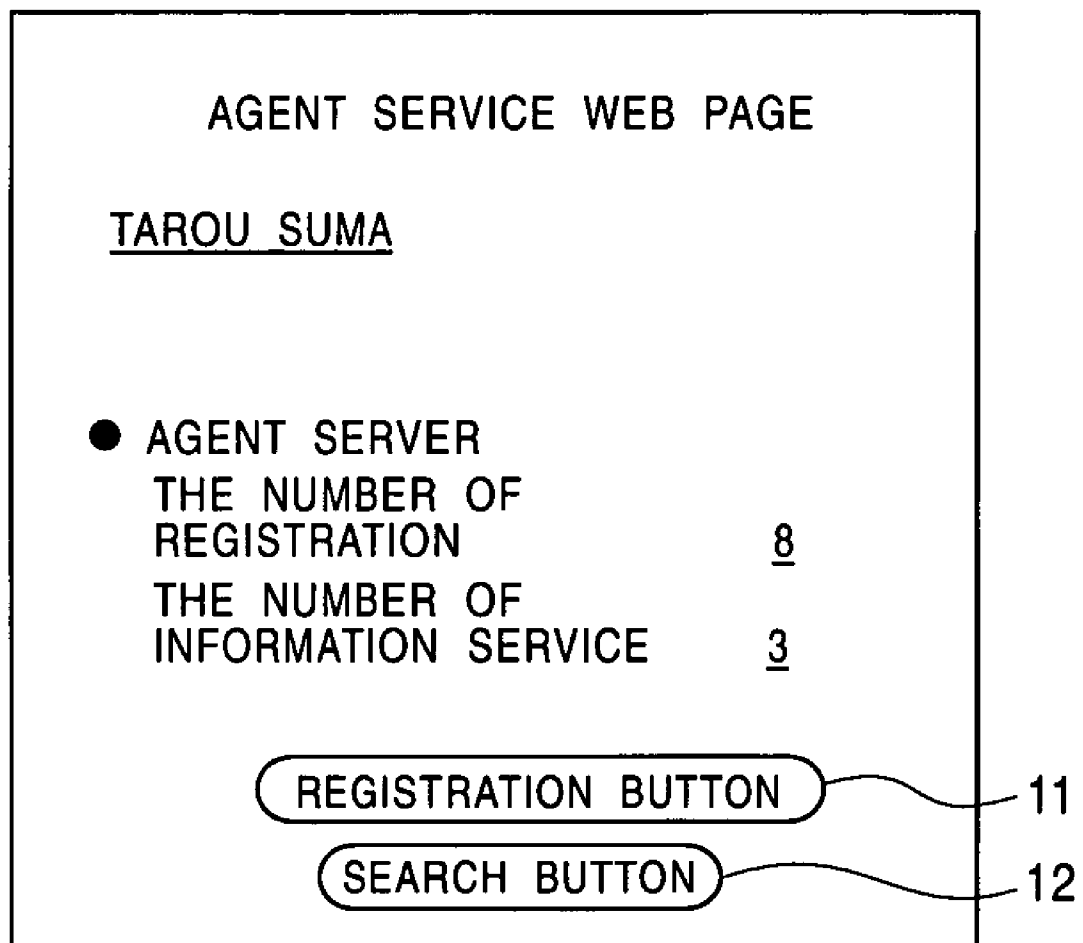 AGENT SERVICE WEB PAGE
TAROU SUMA
● AGENT SERVER
THE NUMBER OF
REGISTRATION 8
THE NUMBER OF
INFORMATION SERVICE 3
REGISTRATION BUTTON 11
SEARCH BUTTON 12